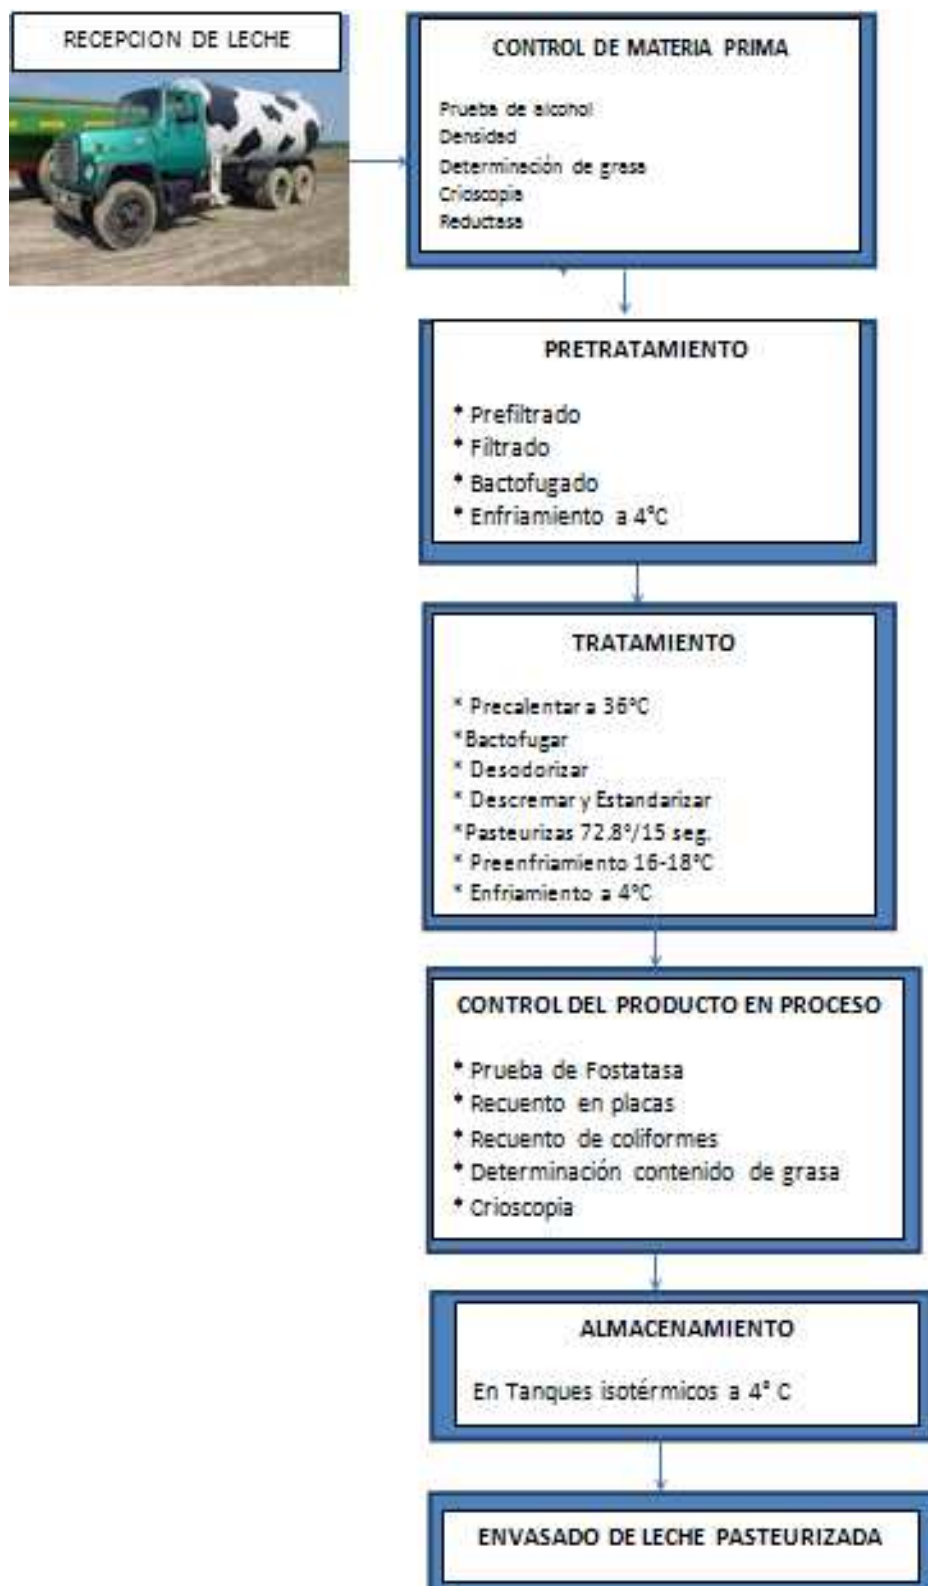 RECEPCION DE LECHE
CONTROL DE MATERIA PRIMA
Prueba de alcohol
Densidad
Determinación de grasa
Crioscopia
Reductasa
PRETRATAMIENTO
* Prefiltrado
* Filtrado
* Bactofugado
* Enfriamiento a 4°C
TRATAMIENTO
* Precalentar a 36°C
*Bactofugar
* Desodorizar
* Descremar y Estandarizar
*Pasteurizas 72.8°/15 seg.
* Preenfriamiento 16-18°C
* Enfriamiento a 4°C
CONTROL DEL PRODUCTO EN PROCESO
* Prueba de Fostatasa
* Recuento en placas
* Recuento de coliformes
* Determinación contenido de grasa
* Crioscopia
ALMACENAMIENTO
En Tanques isotérmicos a 4° C
ENVASADO DE LECHE PASTEURIZADA